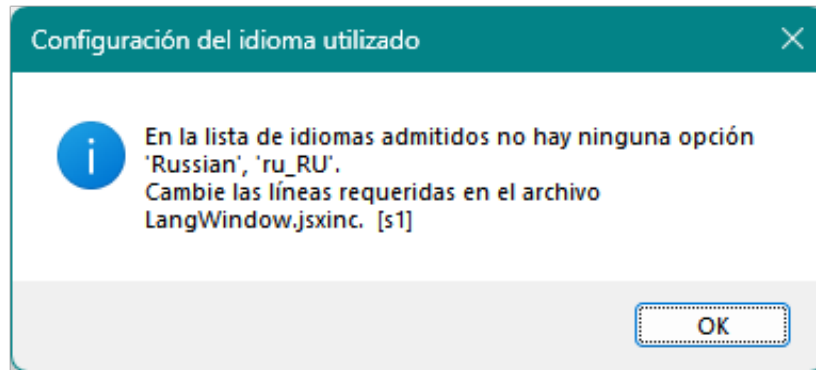 Configuración del idioma utilizado
En la lista de idiomas admitidos no hay ninguna opción
'Russian', 'ru_RU'.
Cambie las líneas requeridas en el archivo
LangWindow.jsxinc. [s1]
OK